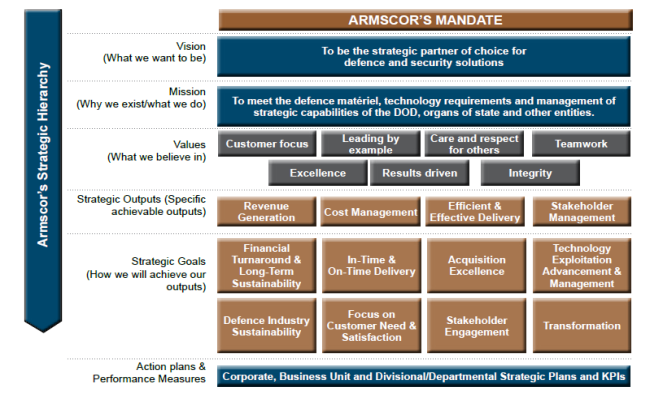 ARMSCOR'S MANDATE
Armscor's Strategic Hierarchy
Vision
(What we want to be)
To be the strategic partner of choice for
defence and security solutions
Mission
(Why we exist/what we do)
To meet the defence matériel, technology requirements and management of
strategic capabilities of the DOD, organs of state and other entities.
Values
(What we believe in)
Customer focus
Leading by
example
Care and respect
for others
Teamwork
Excellence
Results driven
Integrity
Strategic Outputs (Specific
achievable outputs)
Revenue
Generation
Cost Management
Efficient &
Effective Delivery
Stakeholder
Management
Strategic Goals
(How we will achieve our
outputs)
Financial
Turnaround &
Long-Term
Sustainability
In-Time &
On-Time Delivery
Acquisition
Excellence
Technology
Exploitation
Advancement &
Management
Defence Industry
Sustainability
Focus on
Customer Need &
Satisfaction
Stakeholder
Engagement
Transformation
Action plans &
Performance Measures
Corporate, Business Unit and Divisional/Departmental Strategic Plans and KPIs